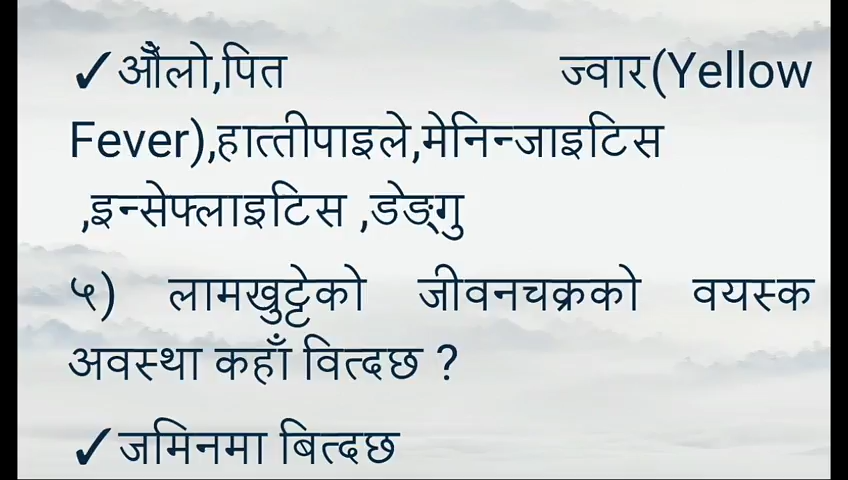 ✓औंलो,पित ज्वार(Yellow
Fever),हात्तीपाइले,मेनिन्जाइटिस
,इन्सेफ्लाइटिस ,डेङ्गु
५) लामखुट्टेको जीवनचक्रको वयस्क
अवस्था कहाँ वित्दछ ?
✓जमिनमा बित्दछ